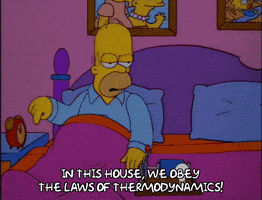 IN THIS HOUSE, WE OBEY
THE LAWS OF THERMODYNAMICS!